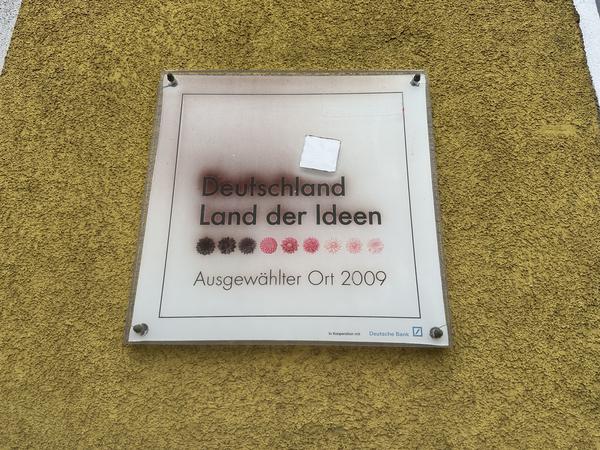 Deutschland
Land der Ideen
Ausgewählter Ort 2009
In Kooperation mit Deutsche Bank